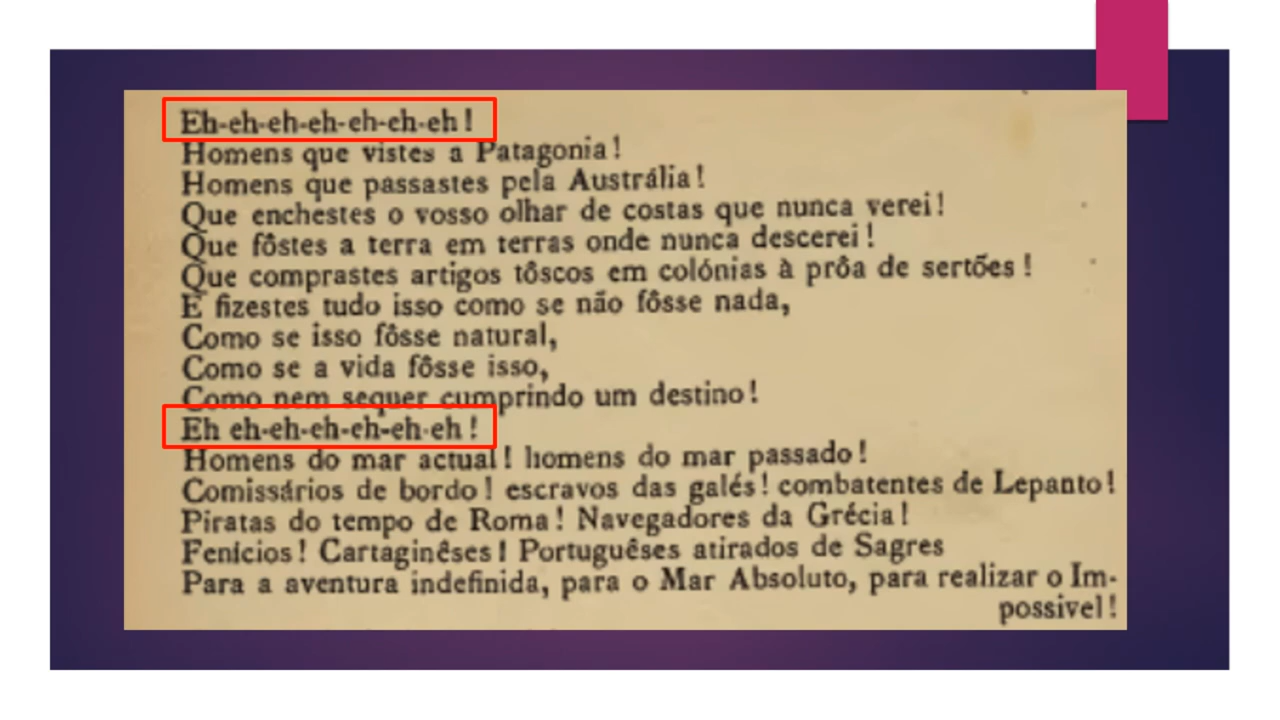 Eh-eh-eh-eh-eh-eh-eh!
Homens que vistes a Patagonia!
Homens que passastes pela Austrália!
Que enchestes o vosso olhar de costas que nunca verei!
Que fôstes a terra em terras onde nunca descerei!
Que comprastes artigos tôscos em colónias à prôa de sertões!
E fizestes tudo isso como se não fôsse nada,
Como se isso fôsse natural,
Como se a vida fôsse isso,
Como nem sequer cumprindo um destino!
Eh eh-eh-eh-eh-eh-eh!
Homens do mar actual! homens do mar passado!
Comissários de bordo! escravos das galés! combatentes de Lepanto!
Piratas do tempo de Roma! Navegadores da Grécia!
Fenícios! Cartaginêses! Portuguêses atirados de Sagres
Para a aventura indefinida, para o Mar Absoluto, para realizar o Im-
possivel!